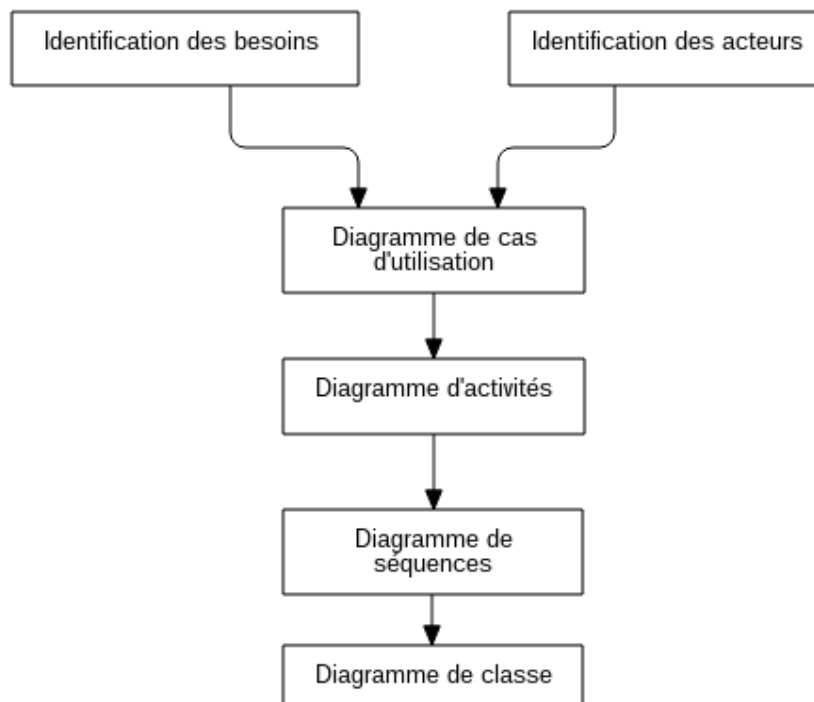 Identification des besoins
Identification des acteurs
Diagramme de cas
d'utilisation
Diagramme d'activités
Diagramme de
séquences
Diagramme de classe